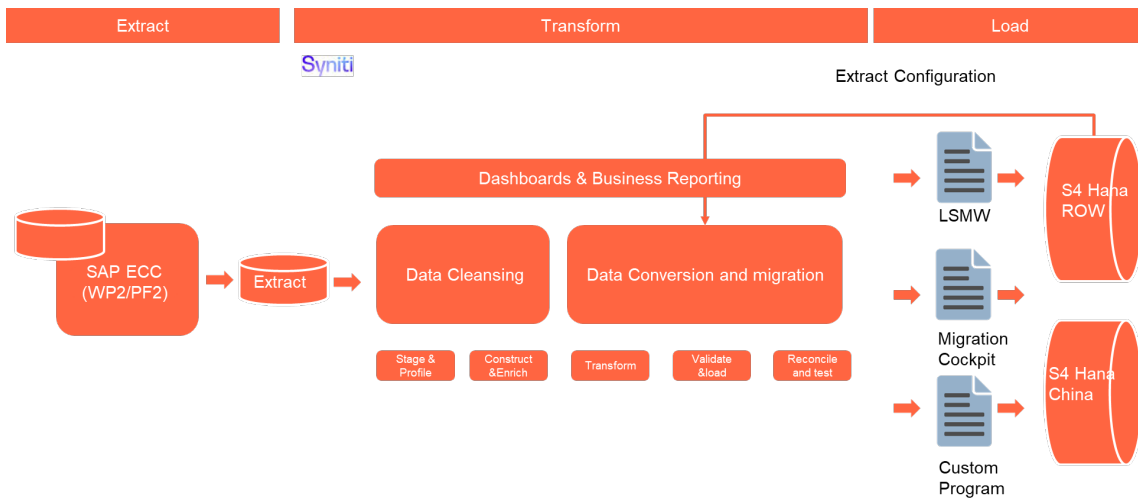 Extract
Transform
Load
Syniti
Extract Configuration
Dashboards & Business Reporting
LSMW
S4 Hana
ROW
SAP ECC
(WP2/PF2)
Extract
Data Cleansing
Data Conversion and migration
Migration
Cockpit
Stage &
Profile
Construct
&Enrich
Transform
Validate
&load
Reconcile
and test
S4 Hana
China
Custom
Program